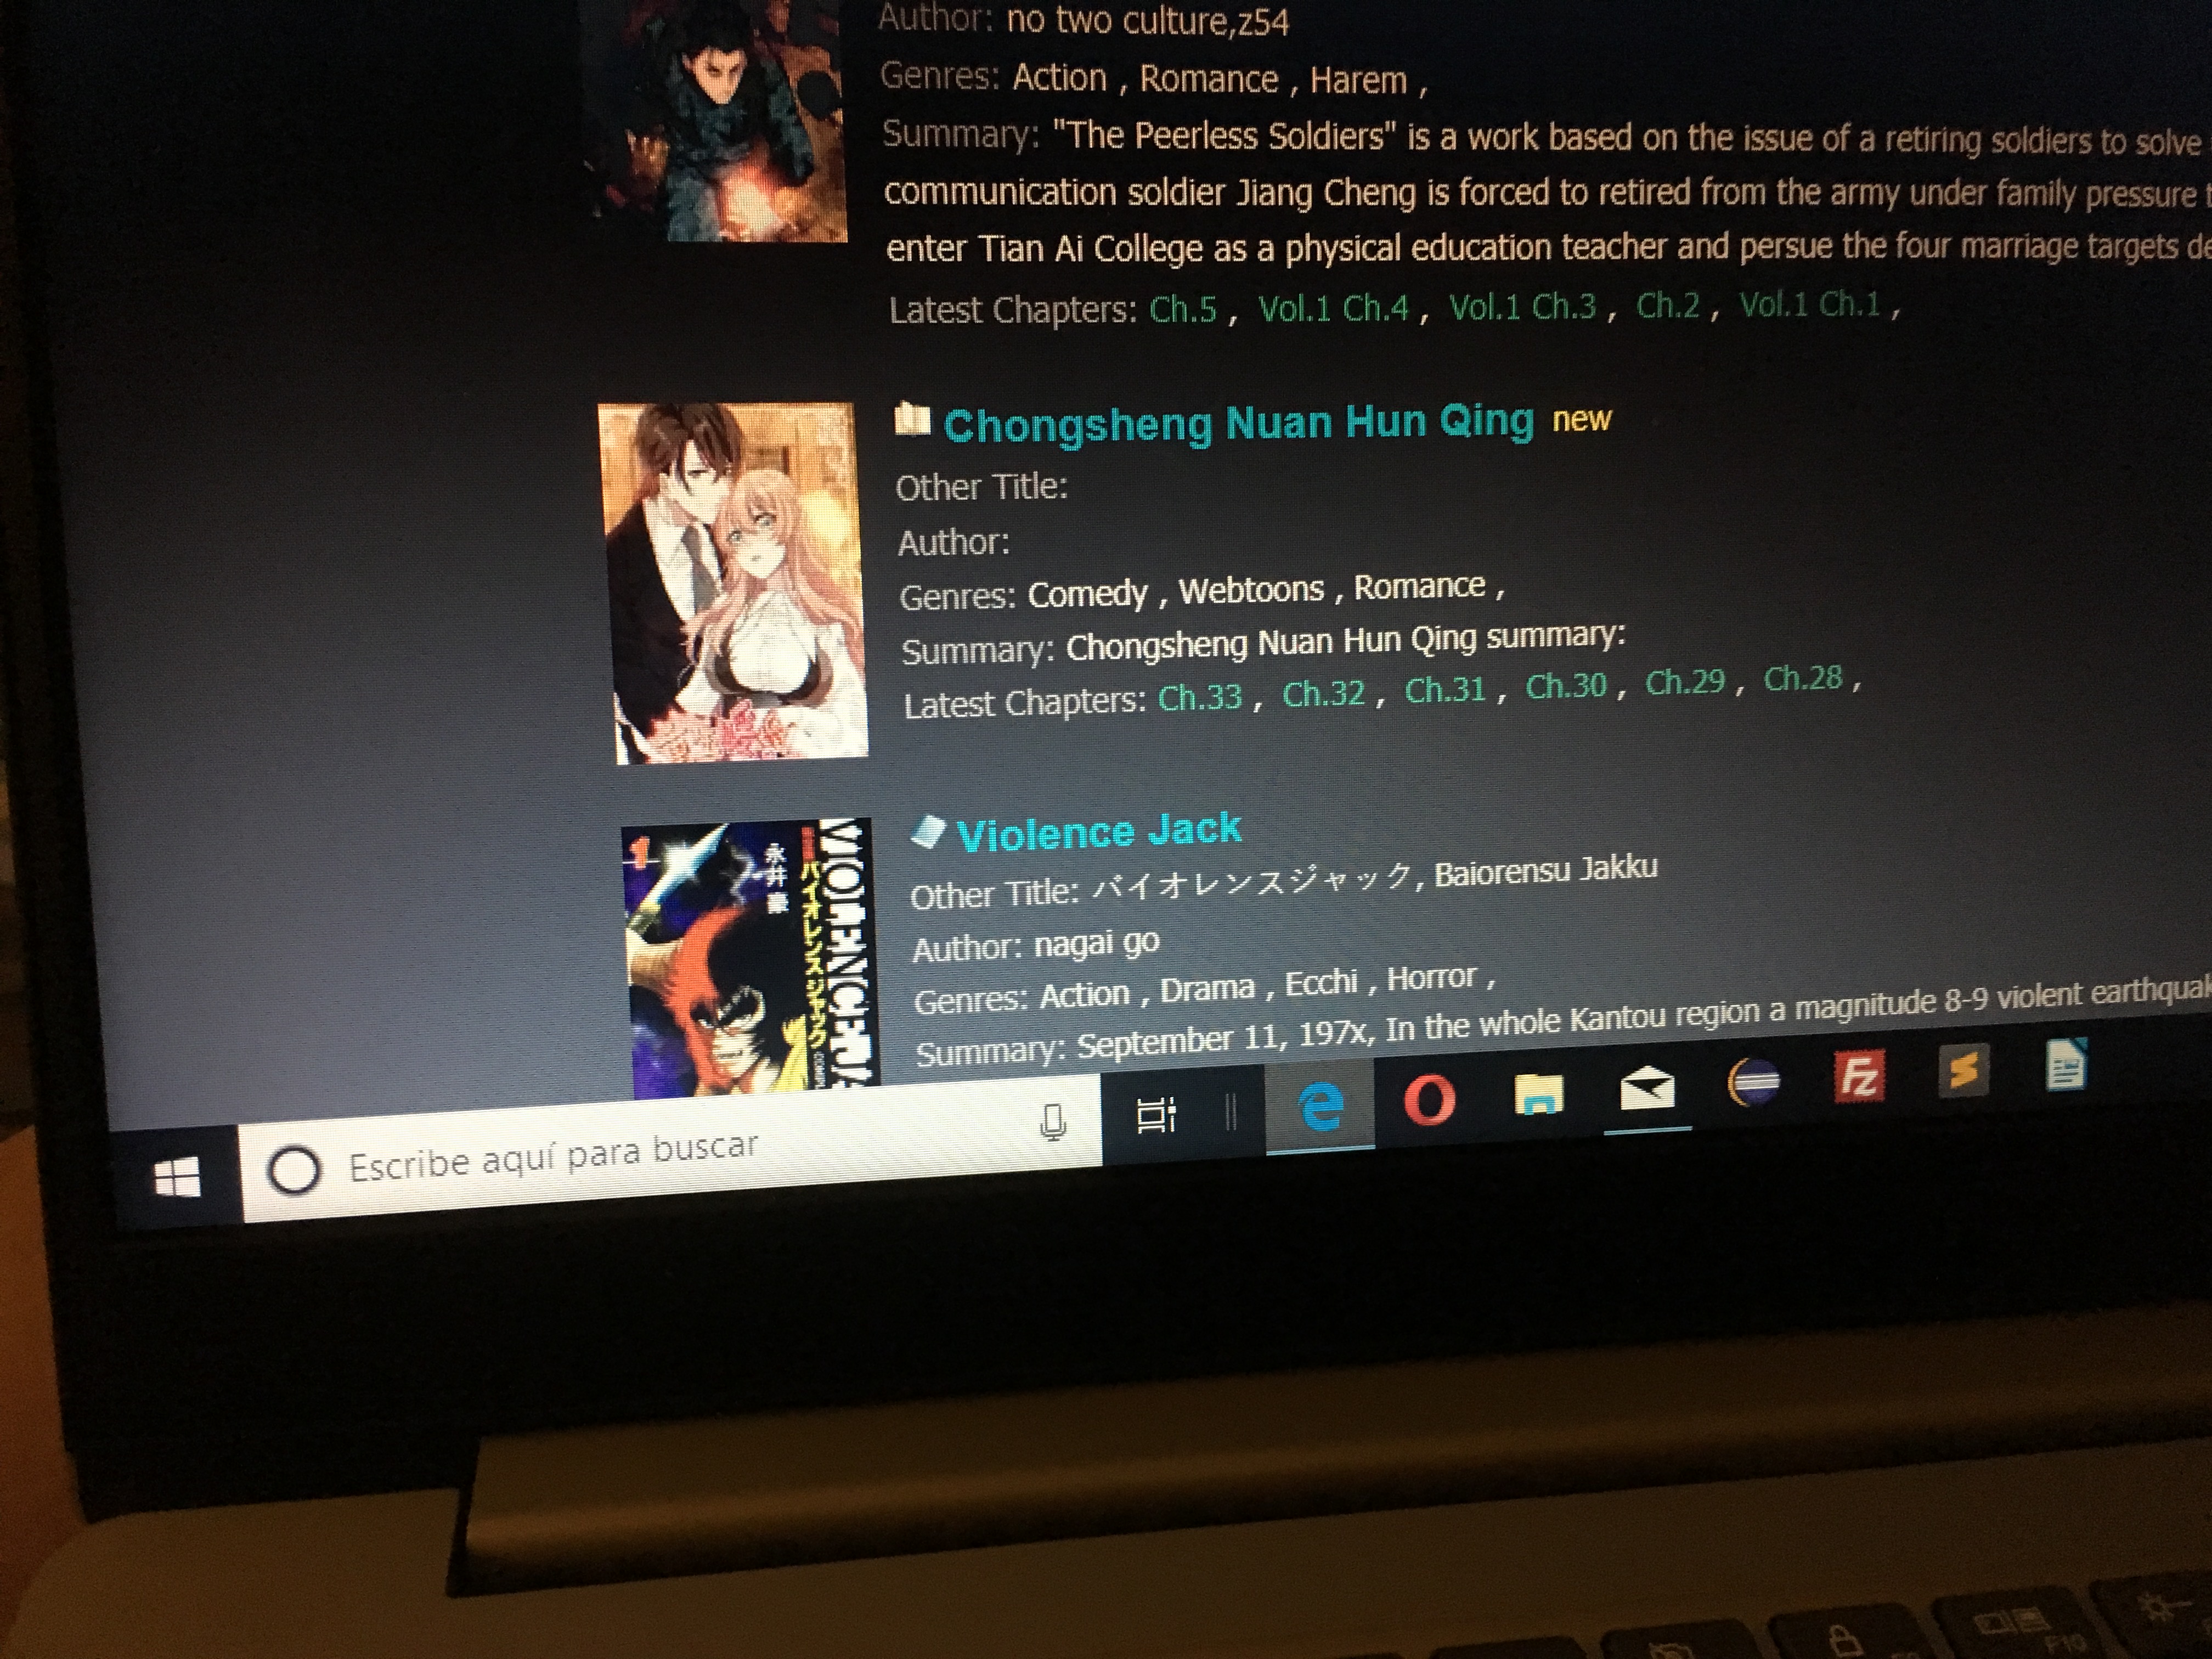 Author: no two culture,z54
Genres: Action , Romance , Harem ,
Summary: "The Peerless Soldiers" is a work based on the issue of a retiring soldiers to solve
communication soldier Jiang Cheng is forced to retired from the army under family pressure
enter Tian Ai College as a physical education teacher and persue the four marriage targets
Latest Chapters: Ch.5 , Vol.1 Ch.4 , Vol.1 Ch.3 , Ch.2 , Vol.1 Ch.1 ,
Chongsheng Nuan Hun Qing new
Other Title:
Author:
Genres: Comedy , Webtoons , Romance ,
Summary: Chongsheng Nuan Hun Qing summary:
Latest Chapters: Ch.33 , Ch.32 , Ch.31 , Ch.30 , Ch.29 , Ch.28 ,
1
永井豪
バイオレンスジャック
VIOLENCE JA
Violence Jack
Other Title: バイオレンスジャック, Baiorensu Jakku
Author: nagai go
Genres: Action , Drama , Ecchi , Horror ,
Summary: September 11, 197x, In the whole Kantou region a magnitude 8-9 violent
Escribe aquí para buscar
Fz
F10